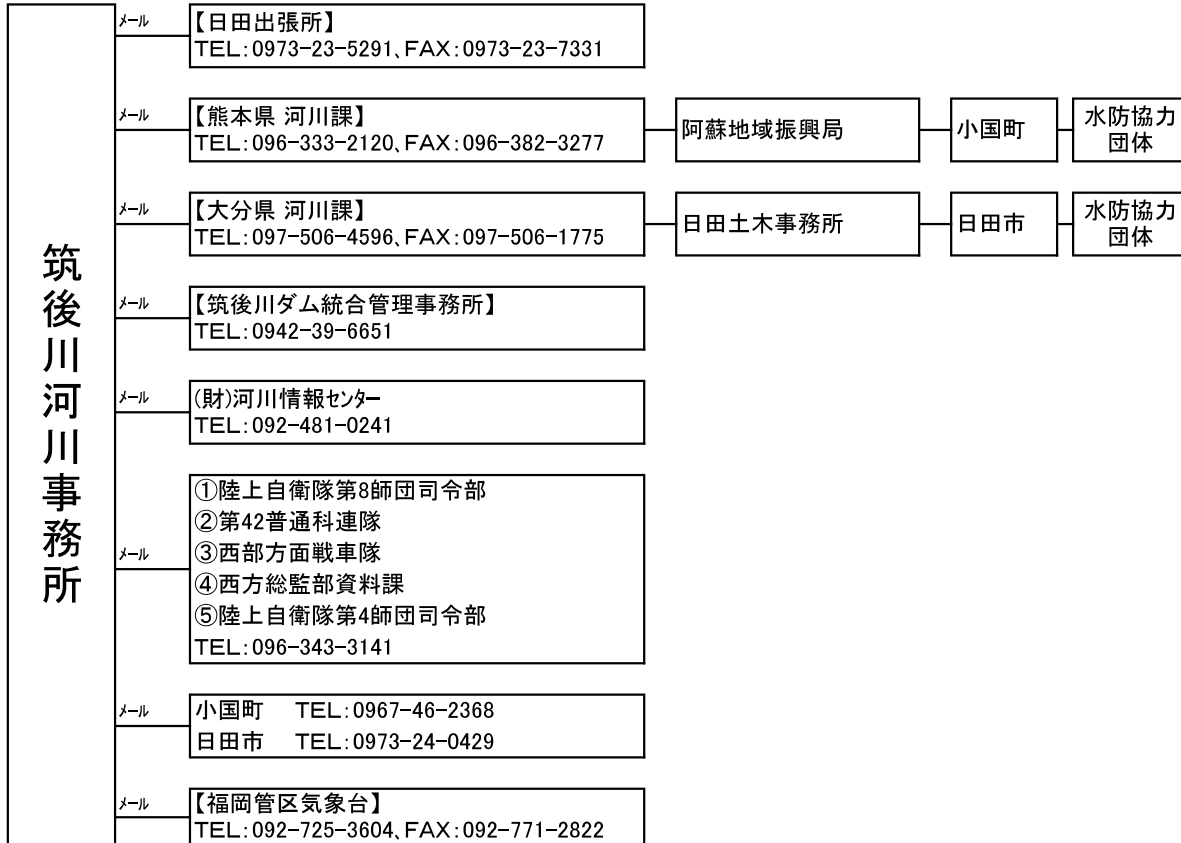 筑後川河川事務所
メール
【日田出張所】
TEL:0973-23-5291、FAX:0973-23-7331
メール
【熊本県 河川課】
TEL:096-333-2120、FAX:096-382-3277
阿蘇地域振興局
小国町
水防協力
団体
メール
【大分県 河川課】
TEL:097-506-4596、FAX:097-506-1775
日田土木事務所
日田市
水防協力
団体
メール
【筑後川ダム統合管理事務所】
TEL:0942-39-6651
メール
(財)河川情報センター
TEL:092-481-0241
メール
①陸上自衛隊第8師団司令部
②第42普通科連隊
③西部方面戦車隊
④西方総監部資料課
⑤陸上自衛隊第4師団司令部
TEL:096-343-3141
メール
小国町 TEL:0967-46-2368
日田市 TEL:0973-24-0429
メール
【福岡管区気象台】
TEL:092-725-3604、FAX:092-771-2822